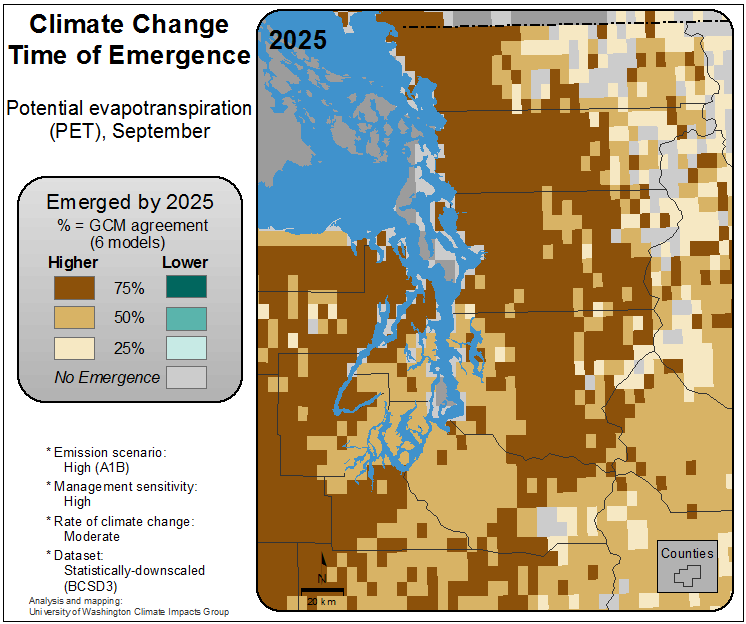 Climate Change
Time of Emergence
Potential evapotranspiration
(PET), September
Emerged by 2025
% = GCM agreement
(6 models)
Higher Lower
75%
50%
25%
No Emergence
* Emission scenario:
High (A1B)
* Management sensitivity:
High
* Rate of climate change:
Moderate
* Dataset:
Statistically-downscaled
(BCSD3)
Analysis and mapping:
University of Washington Climate Impacts Group
2025
N
20 km
Counties